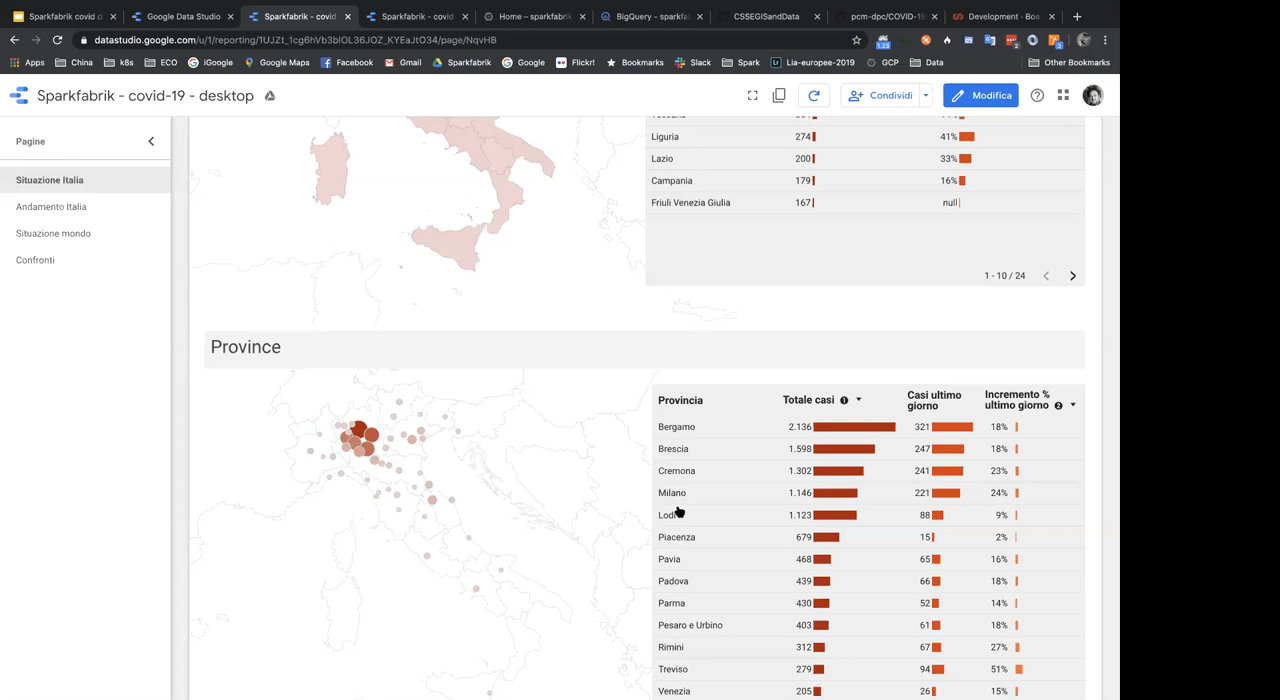 Sparkfabrik covid d
Google Data Studio
Sparkfabrik - covid
Sparkfabrik - covid
Home – sparkfabrik
BigQuery - sparkfa
CSSEGISandData
pcm-dpc/COVID-19
Development - Boa
datastudio.google.com/u/1/reporting/1UJZt_1cg6hVb3blOL36JOZ_KYEaJtO34/page/NqvHB
Apps
China
k8s
ECO
iGoogle
Google Maps
Facebook
Gmail
Sparkfabrik
Google
Flickr!
Bookmarks
Slack
Spark
Lia-europee-2019
GCP
Data
Other Bookmarks
Sparkfabrik - covid-19 - desktop
Condividi
Modifica
Pagine
Situazione Italia
Andamento Italia
Situazione mondo
Confronti
Liguria 274 41%
Lazio 200 33%
Campania 179 16%
Friuli Venezia Giulia 167 null
1 - 10 / 24
Province
Provincia Totale casi 1 Casi ultimo giorno Incremento % ultimo giorno 2
Bergamo 2.136 321 18%
Brescia 1.598 247 18%
Cremona 1.302 241 23%
Milano 1.146 221 24%
Lodi 1.123 88 9%
Piacenza 679 15 2%
Pavia 468 65 16%
Padova 439 66 18%
Parma 430 52 14%
Pesaro e Urbino 403 61 18%
Rimini 312 67 27%
Treviso 279 94 51%
Venezia 205 26 15%